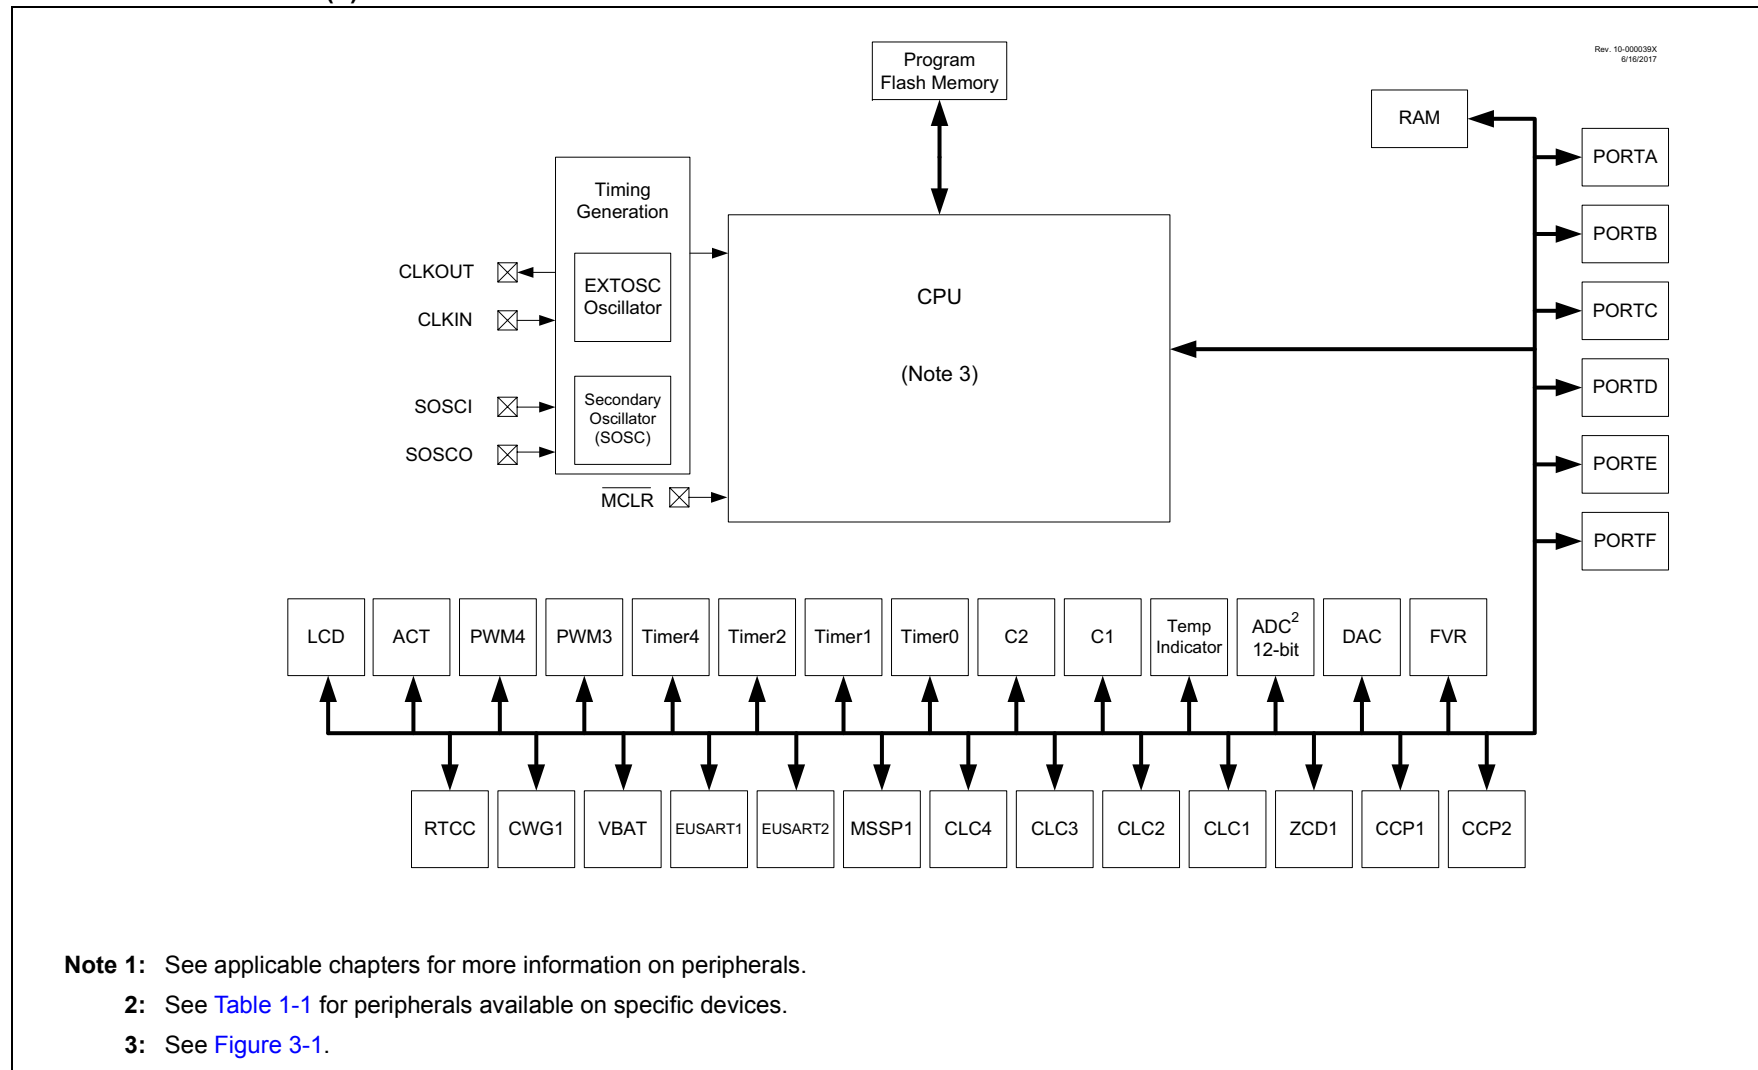 Rev. 10-000039X
6/16/2017
Program
Flash Memory
RAM
PORTA
PORTB
PORTC
PORTD
PORTE
PORTF
Timing
Generation
EXTOSC
Oscillator
Secondary
Oscillator
(SOSC)
CLKOUT
CLKIN
SOSCI
SOSCO
MCLR
CPU
(Note 3)
LCD
ACT
PWM4
PWM3
Timer4
Timer2
Timer1
Timer0
C2
C1
Temp
Indicator
ADC2
12-bit
DAC
FVR
RTCC
CWG1
VBAT
EUSART1
EUSART2
MSSP1
CLC4
CLC3
CLC2
CLC1
ZCD1
CCP1
CCP2
Note 1: See applicable chapters for more information on peripherals.
2: See Table 1-1 for peripherals available on specific devices.
3: See Figure 3-1.